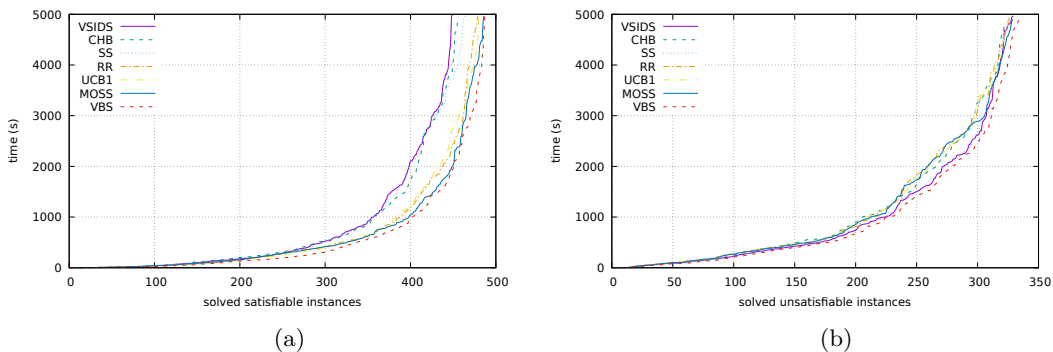 5000
4000
3000
2000
1000
0
time (s)
VSIDS
CHB
SS
RR
UCB1
MOSS
VBS
0 100 200 300 400 500
solved satisfiable instances
(a)
5000
4000
3000
2000
1000
0
time (s)
VSIDS
CHB
SS
RR
UCB1
MOSS
VBS
0 50 100 150 200 250 300 350
solved unsatisfiable instances
(b)